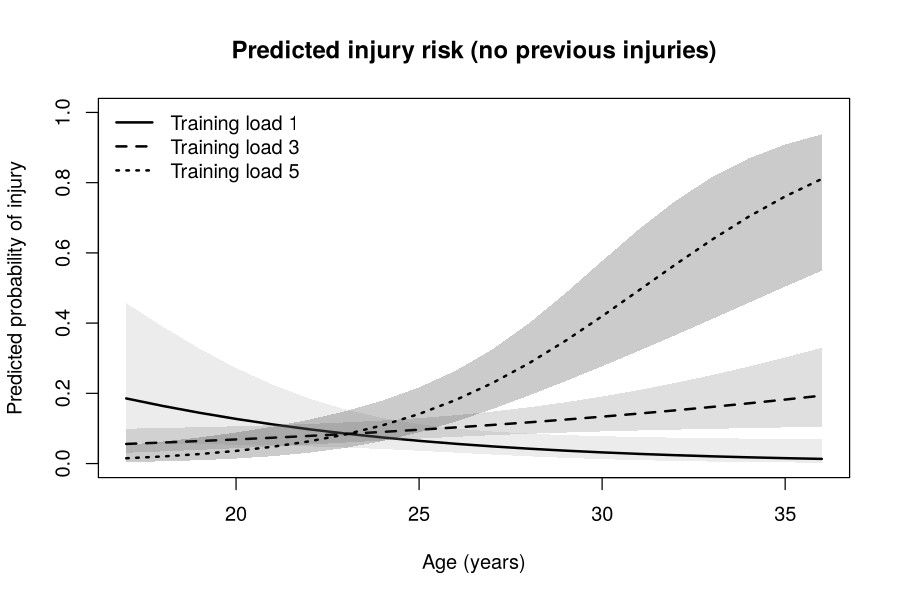 Predicted injury risk (no previous injuries)
Training load 1
Training load 3
Training load 5
Predicted probability of injury
1.0
0.8
0.6
0.4
0.2
0.0
20 25 30 35
Age (years)